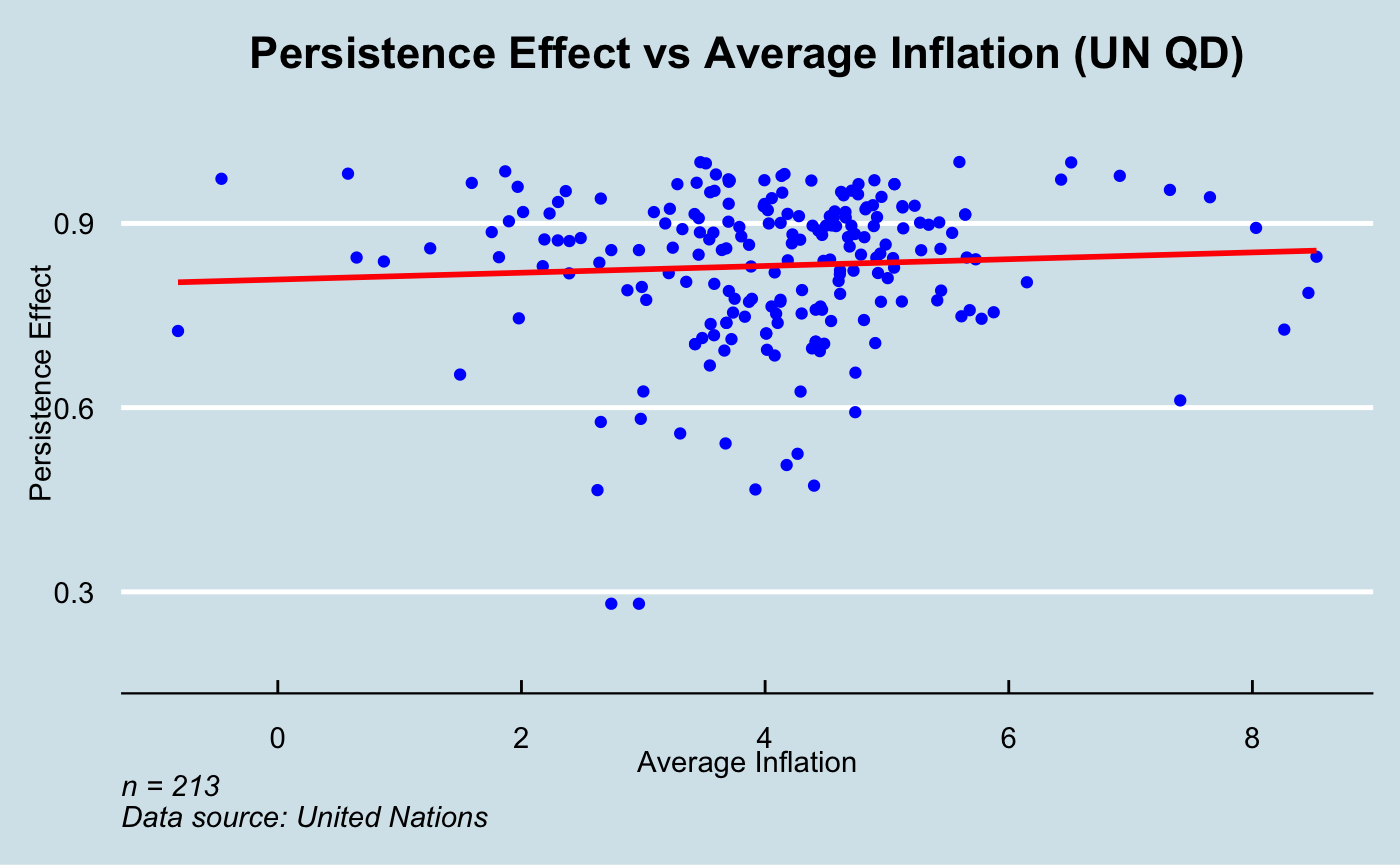 Persistence Effect vs Average Inflation (UN QD)
Persistence Effect
0.9
0.6
0.3
0 2 4 6 8
Average Inflation
n = 213
Data source: United Nations